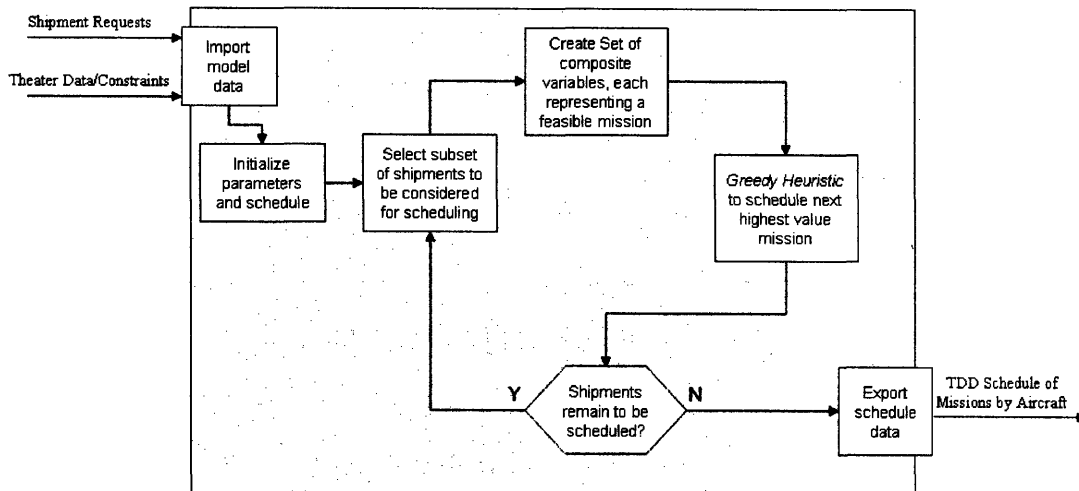 Shipment Requests
Theater Data/Constraints
Import
model
data
Initialize
parameters
and schedule
Select subset
of shipments to
be considered
for scheduling
Create Set of
composite
variables, each
representing a
feasible mission
Greedy Heuristic
to schedule next
highest value
mission
Y
Shipments
remain to be
scheduled?
N
Export
schedule
data
TDD Schedule of
Missions by Aircraft